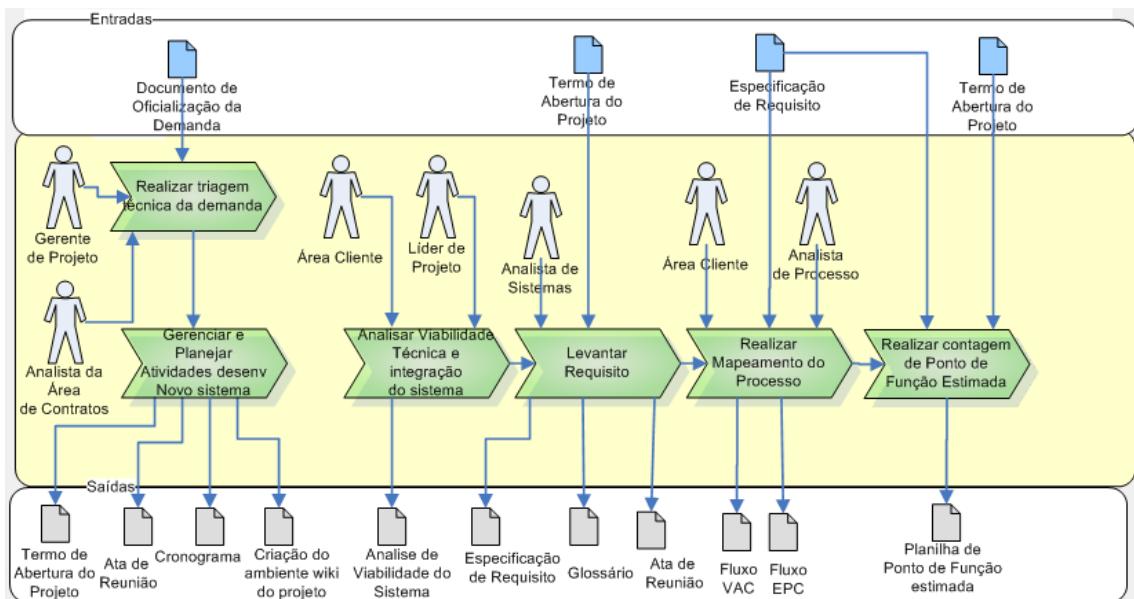 Entradas
Documento de
Oficialização da
Demanda
Termo de
Abertura do
Projeto
Especificação
de Requisito
Termo de
Abertura do
Projeto
Gerente
de Projeto
Realizar triagem
técnica da demanda
Área Cliente
Líder de
Projeto
Analista de
Sistemas
Área Cliente
Analista
de Processo
Analista da
Área
de Contratos
Gerenciar e
Planejar
Atividades desenv
Novo sistema
Analisar Viabilidade
Técnica e
integração
do sistema
Levantar
Requisito
Realizar
Mapeamento do
Processo
Realizar contagem
de Ponto de
Função Estimada
Saídas
Termo de
Abertura do
Projeto
Ata de
Reunião
Cronograma
Criação do
ambiente wiki
do projeto
Analise de
Viabilidade do
Sistema
Especificação
de Requisito
Glossário
Ata de
Reunião
Fluxo
VAC
Fluxo
EPC
Planilha de
Ponto de Função
estimada